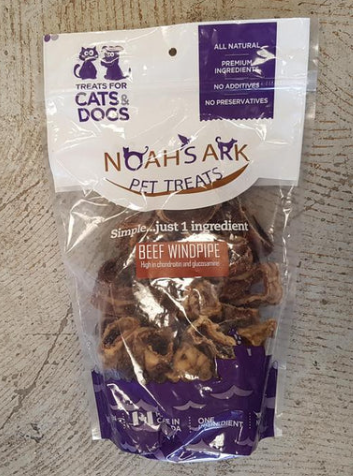 TREATS FOR
CATS &
DOGS
ALL NATURAL
PREMIUM
INGREDIENTS
NO ADDITIVES
NO PRESERVATIVES
NOAH'S ARK
PET TREATS
Simple...just 1 ingredient
BEEF WINDPIPE
High in chondroitin and glucosamine
ONE
INGREDIENT